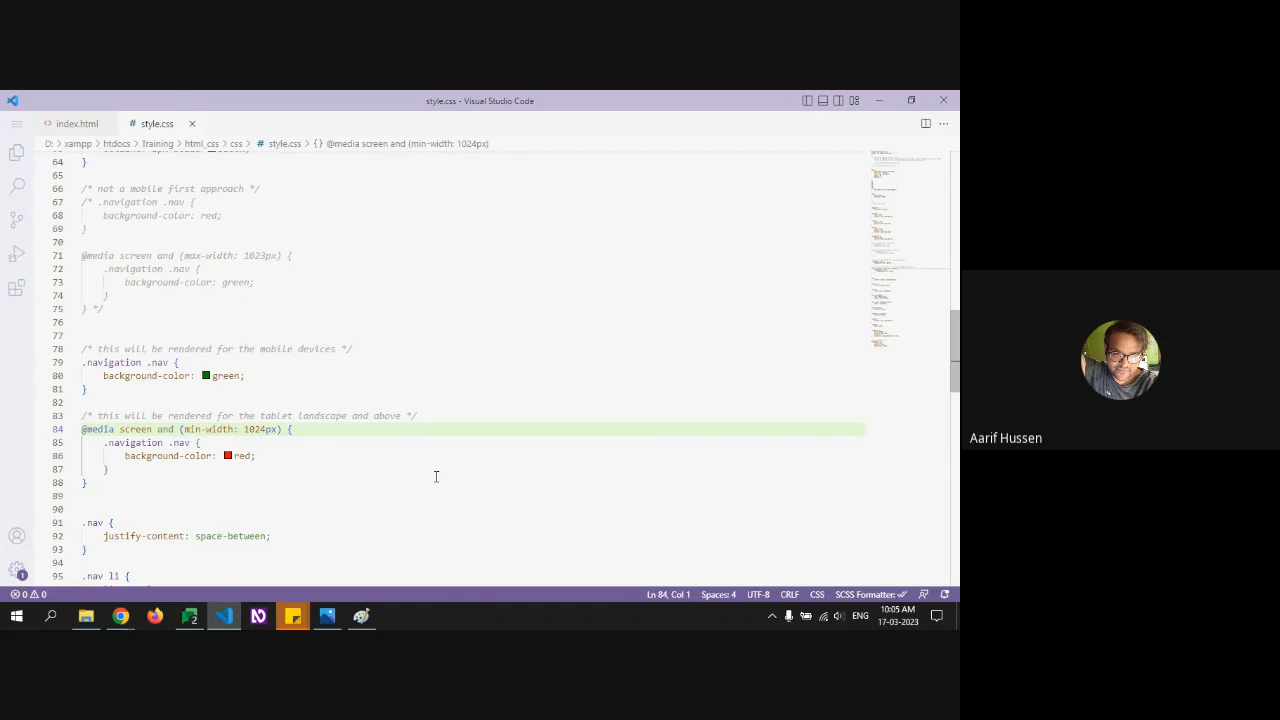 style.css - Visual Studio Code
index.html
style.css
D: > xampp > htdocs > Training > html_css > css > # style.css > {} @media screen and (min-width: 1024px)
64 }
66 /* not a mobile first approach */
67 /* .navigation .nav {
68 background-color: red;
69 }
70
71 @media screen and (max-width: 1023px) {
72 .navigation .nav {
73 background-color: green;
74 }
75 } */
76
77
78 /* this will be rendered for the mobile devices */
79 .navigation .nav {
80 background-color: green;
81 }
82
83 /* this will be rendered for the tablet landscape and above */
84 @media screen and (min-width: 1024px) {
85 .navigation .nav {
86 background-color: red;
87 }
88 }
89
90
91 .nav {
92 justify-content: space-between;
93 }
94
95 .nav li {
0 0 Ln 84, Col 1 Spaces: 4 UTF-8 CRLF CSS SCSS Formatter:
1
2
ENG
10:05 AM
17-03-2023
Aarif Hussen